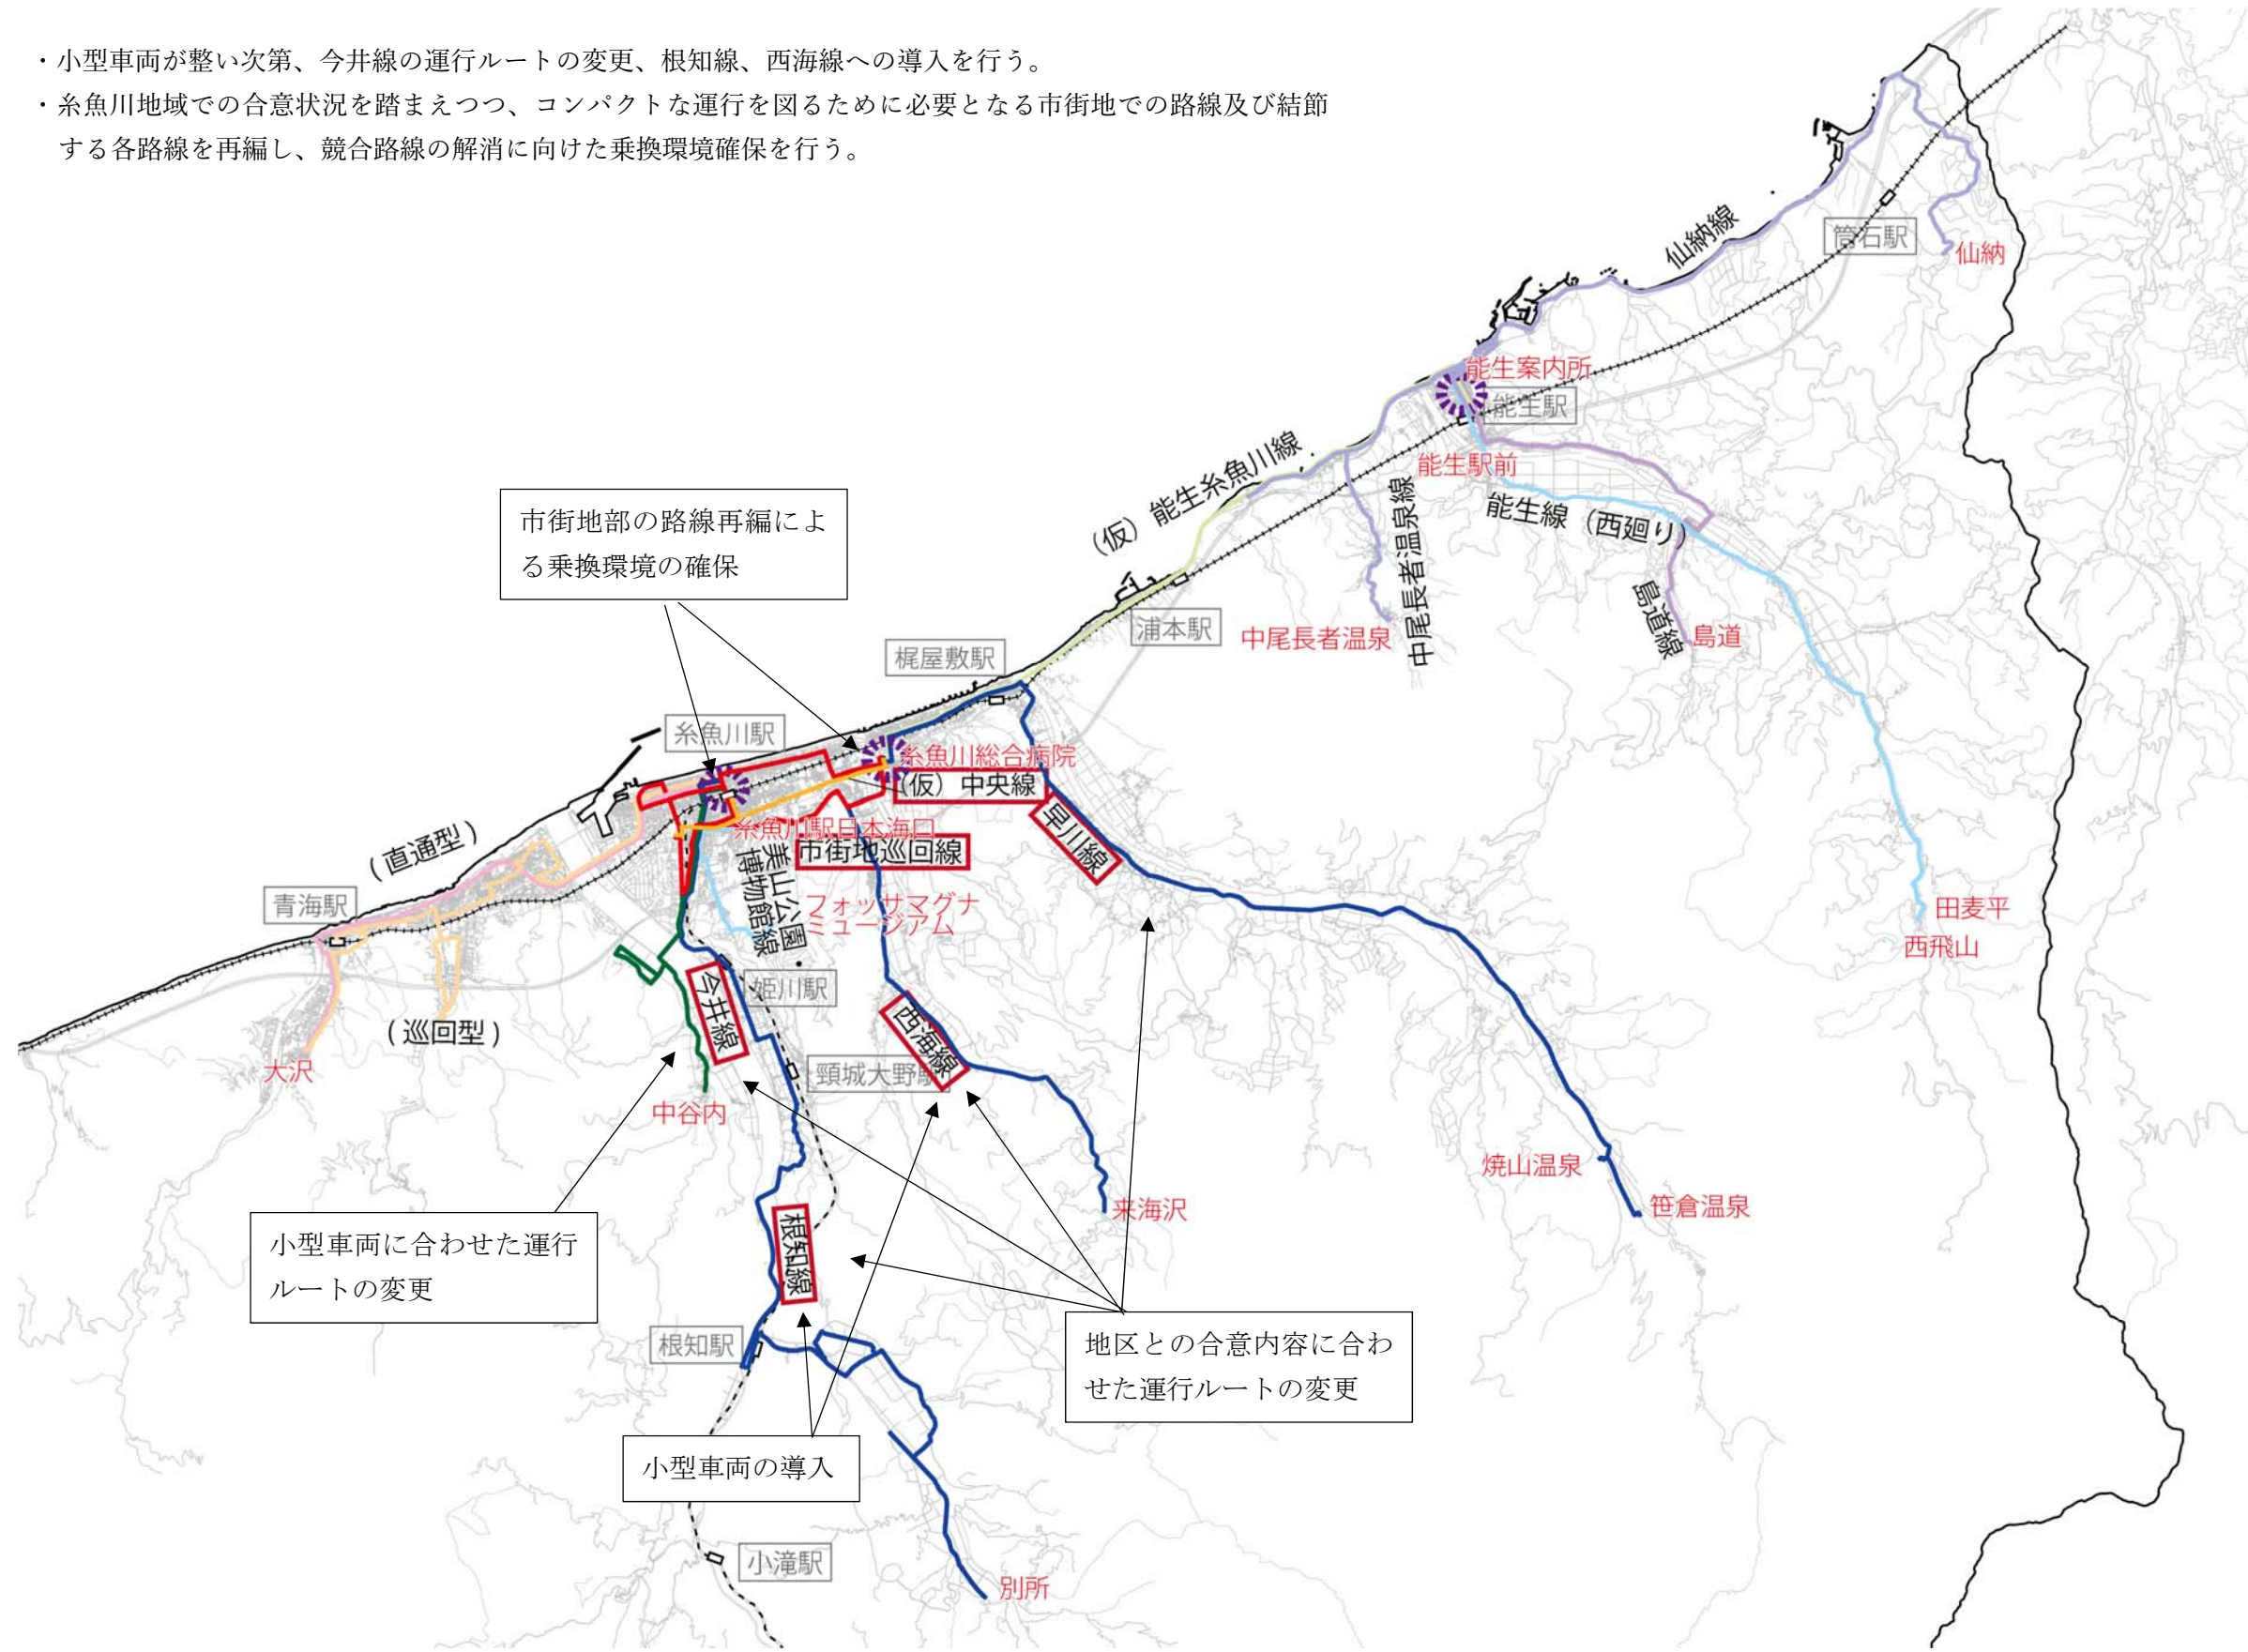 ・小型車両が整い次第、今井線の運行ルートの変更、根知線、西海線への導入を行う。
・糸魚川地域での合意状況を踏まえつつ、コンパクトな運行を図るために必要となる市街地での路線及び結節
する各路線を再編し、競合路線の解消に向けた乗換環境確保を行う。
仙納線
筒石駅
仙納
能生案内所
能生駅
能生駅前
(仮) 能生糸魚川線
能生線 (西廻り)
中尾長者温泉線
島道線
島道
市街地部の路線再編によ
る乗換環境の確保
浦本駅
中尾長者温泉
梶屋敷駅
糸魚川駅
糸魚川総合病院
(仮) 中央線
早川線
糸魚川駅日本海口
市街地巡回線
(直通型)
美山公園・
博物館線
青海駅
フォッサマグナ
ミュージアム
田麦平
西飛山
姫川駅
今井線
西海線
(巡回型)
大沢
頸城大野駅
中谷内
焼山温泉
笹倉温泉
来海沢
小型車両に合わせた運行
ルートの変更
根知線
根知駅
地区との合意内容に合わ
せた運行ルートの変更
小型車両の導入
小滝駅
別所